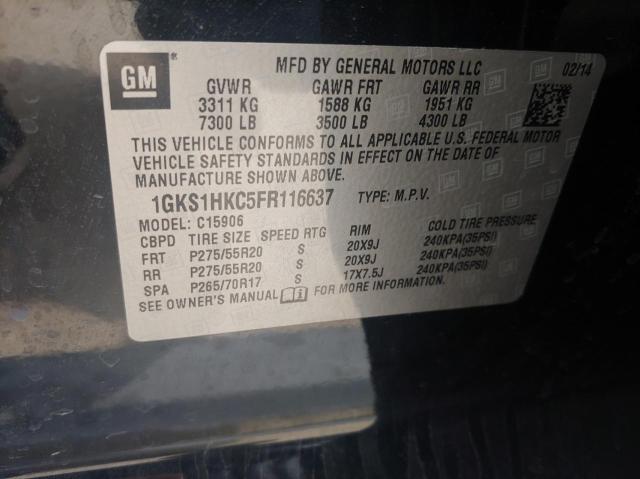 GM
MFD BY GENERAL MOTORS LLC 02/14
GVWR GAWR FRT GAWR RR
3311 KG 1588 KG 1951 KG
7300 LB 3500 LB 4300 LB
THIS VEHICLE CONFORMS TO ALL APPLICABLE U.S. FEDERAL MOTOR
VEHICLE SAFETY STANDARDS IN EFFECT ON THE DATE OF
MANUFACTURE SHOWN ABOVE.
1GKS1HKC5FR116637 TYPE: M.P.V.
MODEL: C15906
CBPD TIRE SIZE SPEED RTG RIM COLD TIRE PRESSURE
FRT P275/55R20 S 20X9J 240KPA(35PSI)
RR P275/55R20 S 20X9J 240KPA(35PSI)
SPA P265/70R17 S 17X7.5J 240KPA(35PSI)
SEE OWNER'S MANUAL FOR MORE INFORMATION.